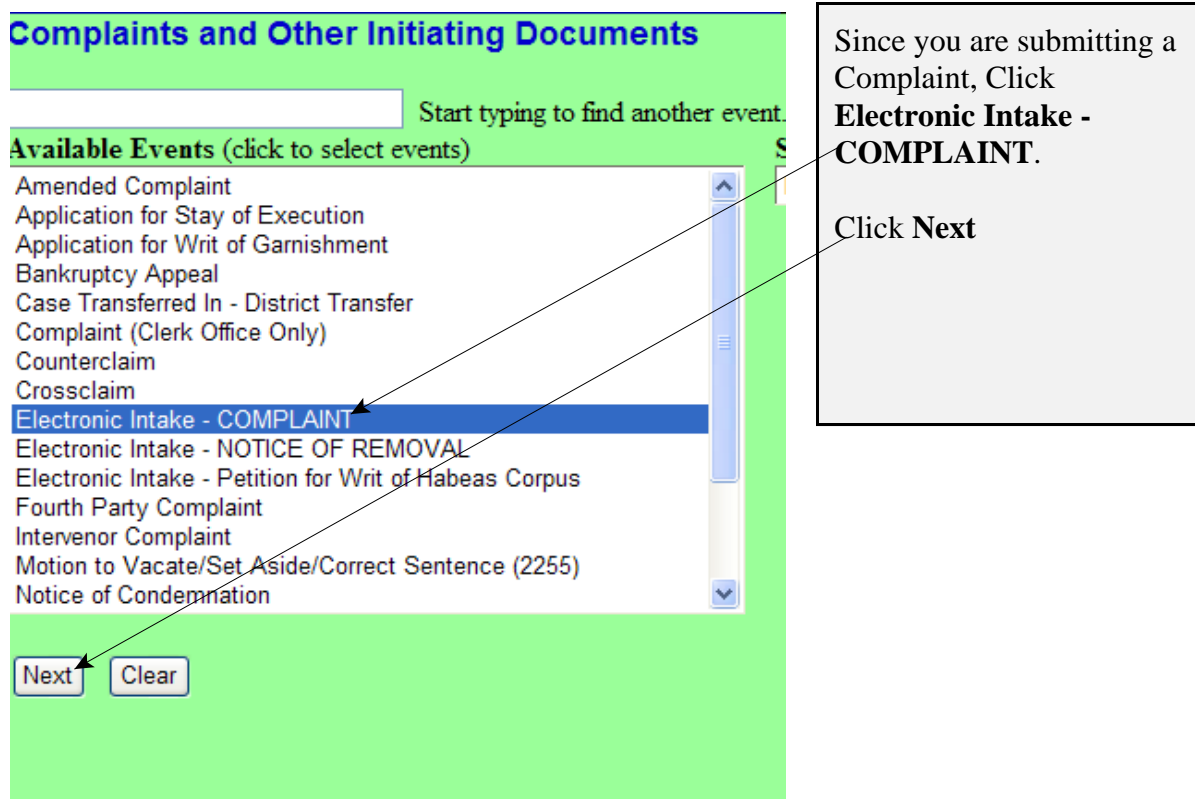 Complaints and Other Initiating Documents
Start typing to find another event.
Available Events (click to select events)
Amended Complaint
Application for Stay of Execution
Application for Writ of Garnishment
Bankruptcy Appeal
Case Transferred In - District Transfer
Complaint (Clerk Office Only)
Counterclaim
Crossclaim
Electronic Intake - COMPLAINT
Electronic Intake - NOTICE OF REMOVAL
Electronic Intake - Petition for Writ of Habeas Corpus
Fourth Party Complaint
Intervenor Complaint
Motion to Vacate/Set Aside/Correct Sentence (2255)
Notice of Condemnation
Next
Clear
Since you are submitting a
Complaint, Click
Electronic Intake -
COMPLAINT.
Click Next